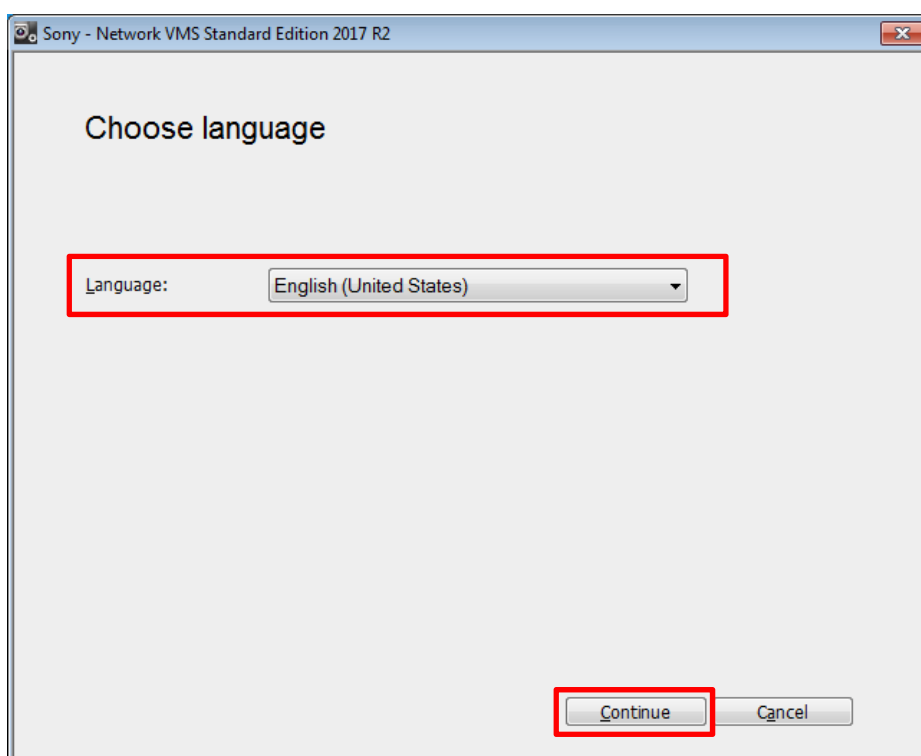 Sony - Network VMS Standard Edition 2017 R2
Choose language
Language: English (United States)
Continue Cancel